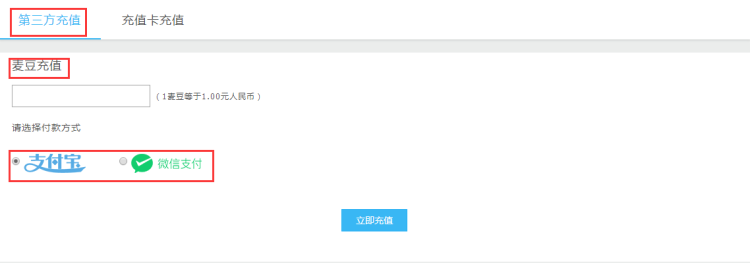 第三方充值 充值卡充值
麦豆充值
（1麦豆等于1.00元人民币）
请选择付款方式
支付宝 微信支付
立即充值